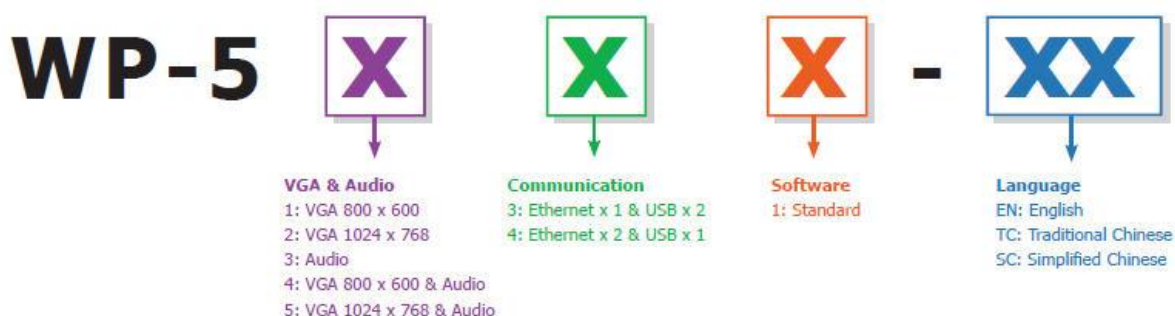 WP-5 X X X - XX
VGA & Audio
1: VGA 800 x 600
2: VGA 1024 x 768
3: Audio
4: VGA 800 x 600 & Audio
5: VGA 1024 x 768 & Audio
Communication
3: Ethernet x 1 & USB x 2
4: Ethernet x 2 & USB x 1
Software
1: Standard
Language
EN: English
TC: Traditional Chinese
SC: Simplified Chinese